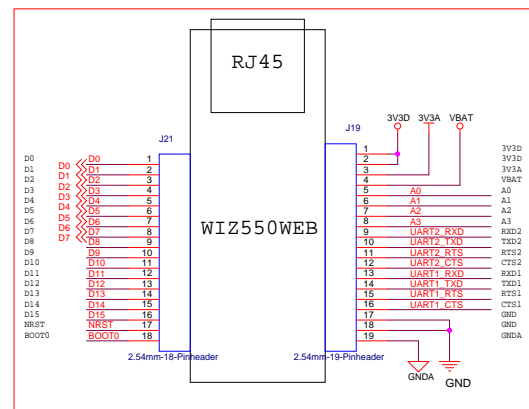 RJ45
3V3D 3V3A VBAT
J21 J19
D0 D0 D0 1 1 3V3D
D1 D1 D1 2 2 3V3D
D2 D2 D2 3 3 3V3A
D3 D3 D3 4 4 VBAT
D4 D4 D4 5 5 A0 A0
D5 D5 D5 6 6 A1 A1
D6 D6 D6 7 7 A2 A2
D7 D7 D7 8 WIZ550WEB 8 A3 A3
D8 D8 9 9 UART2_RXD RXD2
D9 D9 10 10 UART2_TXD TXD2
D10 D10 11 11 UART2_RTS RTS2
D11 D11 12 12 UART2_CTS CTS2
D12 D12 13 13 UART1_RXD RXD1
D13 D13 14 14 UART1_TXD TXD1
D14 D14 15 15 UART1_RTS RTS1
D15 D15 16 16 UART1_CTS CTS1
NRST NRST 17 17 GND
BOOT0 BOOT0 18 18 GND
19 GNDA
2.54mm-18-Pinheader 2.54mm-19-Pinheader
GNDA GND